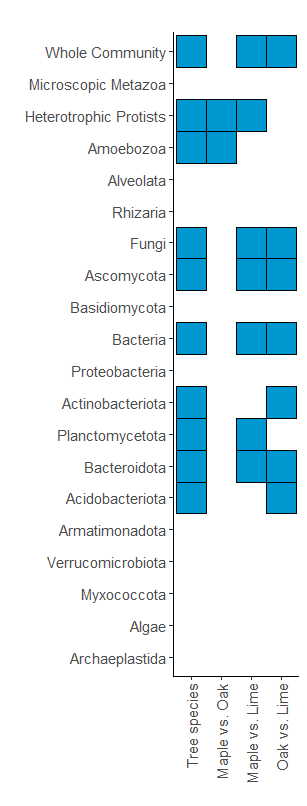 Whole Community
Microscopic Metazoa
Heterotrophic Protists
Amoebozoa
Alveolata
Rhizaria
Fungi
Ascomycota
Basidiomycota
Bacteria
Proteobacteria
Actinobacteriota
Planctomycetota
Bacteroidota
Acidobacteriota
Armatimonadota
Verrucomicrobiota
Myxococcota
Algae
Archaeplastida
Tree species
Maple vs. Oak
Maple vs. Lime
Oak vs. Lime